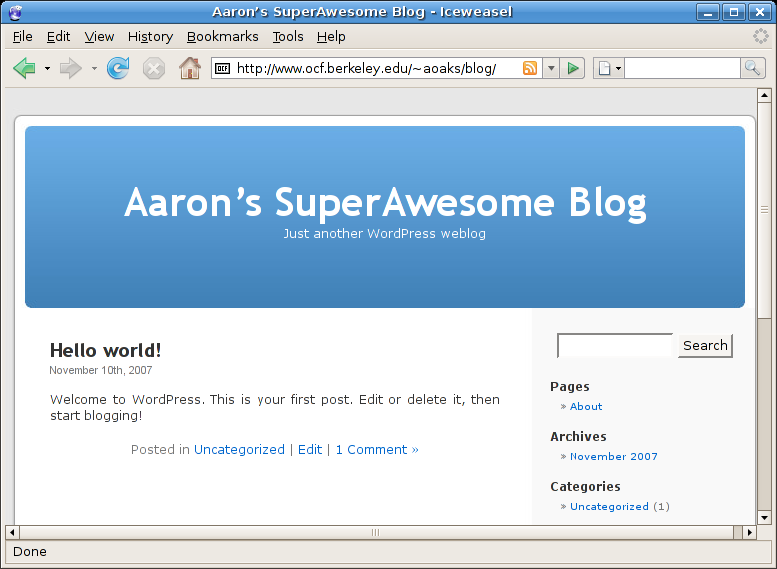 Aaron’s SuperAwesome Blog - Iceweasel
File Edit View History Bookmarks Tools Help
OCF http://www.ocf.berkeley.edu/~aoaks/blog/
Aaron’s SuperAwesome Blog
Just another WordPress weblog
Hello world!
November 10th, 2007
Welcome to WordPress. This is your first post. Edit or delete it, then
start blogging!
Posted in Uncategorized | Edit | 1 Comment »
Search
Pages
» About
Archives
» November 2007
Categories
» Uncategorized (1)
Done